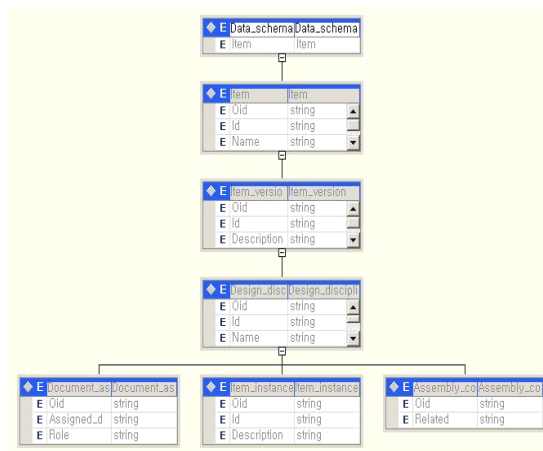 E Data_schema Data_schema
E Item Item
E Item Item
E Oid string
E Id string
E Name string
E Item_versio Item_version
E Oid string
E Id string
E Description string
E Design_disc Design_discipli
E Oid string
E Id string
E Name string
E Document_as Document_as
E Oid string
E Assigned_d string
E Role string
E Item_instance Item_instance
E Oid string
E Id string
E Description string
E Assembly_co Assembly_co
E Oid string
E Related string